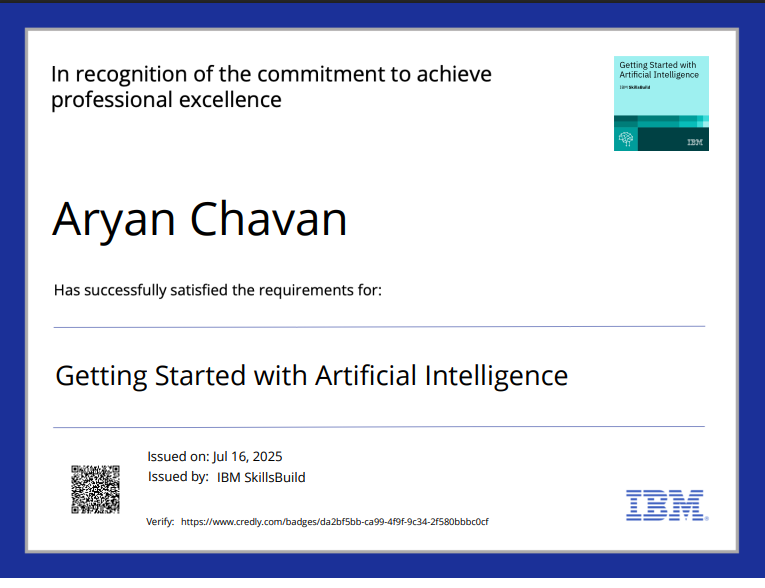 In recognition of the commitment to achieve
professional excellence
Getting Started with
Artificial Intelligence
IBM SkillsBuild
IBM
Aryan Chavan
Has successfully satisfied the requirements for:
Getting Started with Artificial Intelligence
Issued on: Jul 16, 2025
Issued by: IBM SkillsBuild
Verify: https://www.credly.com/badges/da2bf5bb-ca99-4f9f-9c34-2f580bbbc0cf
IBM®